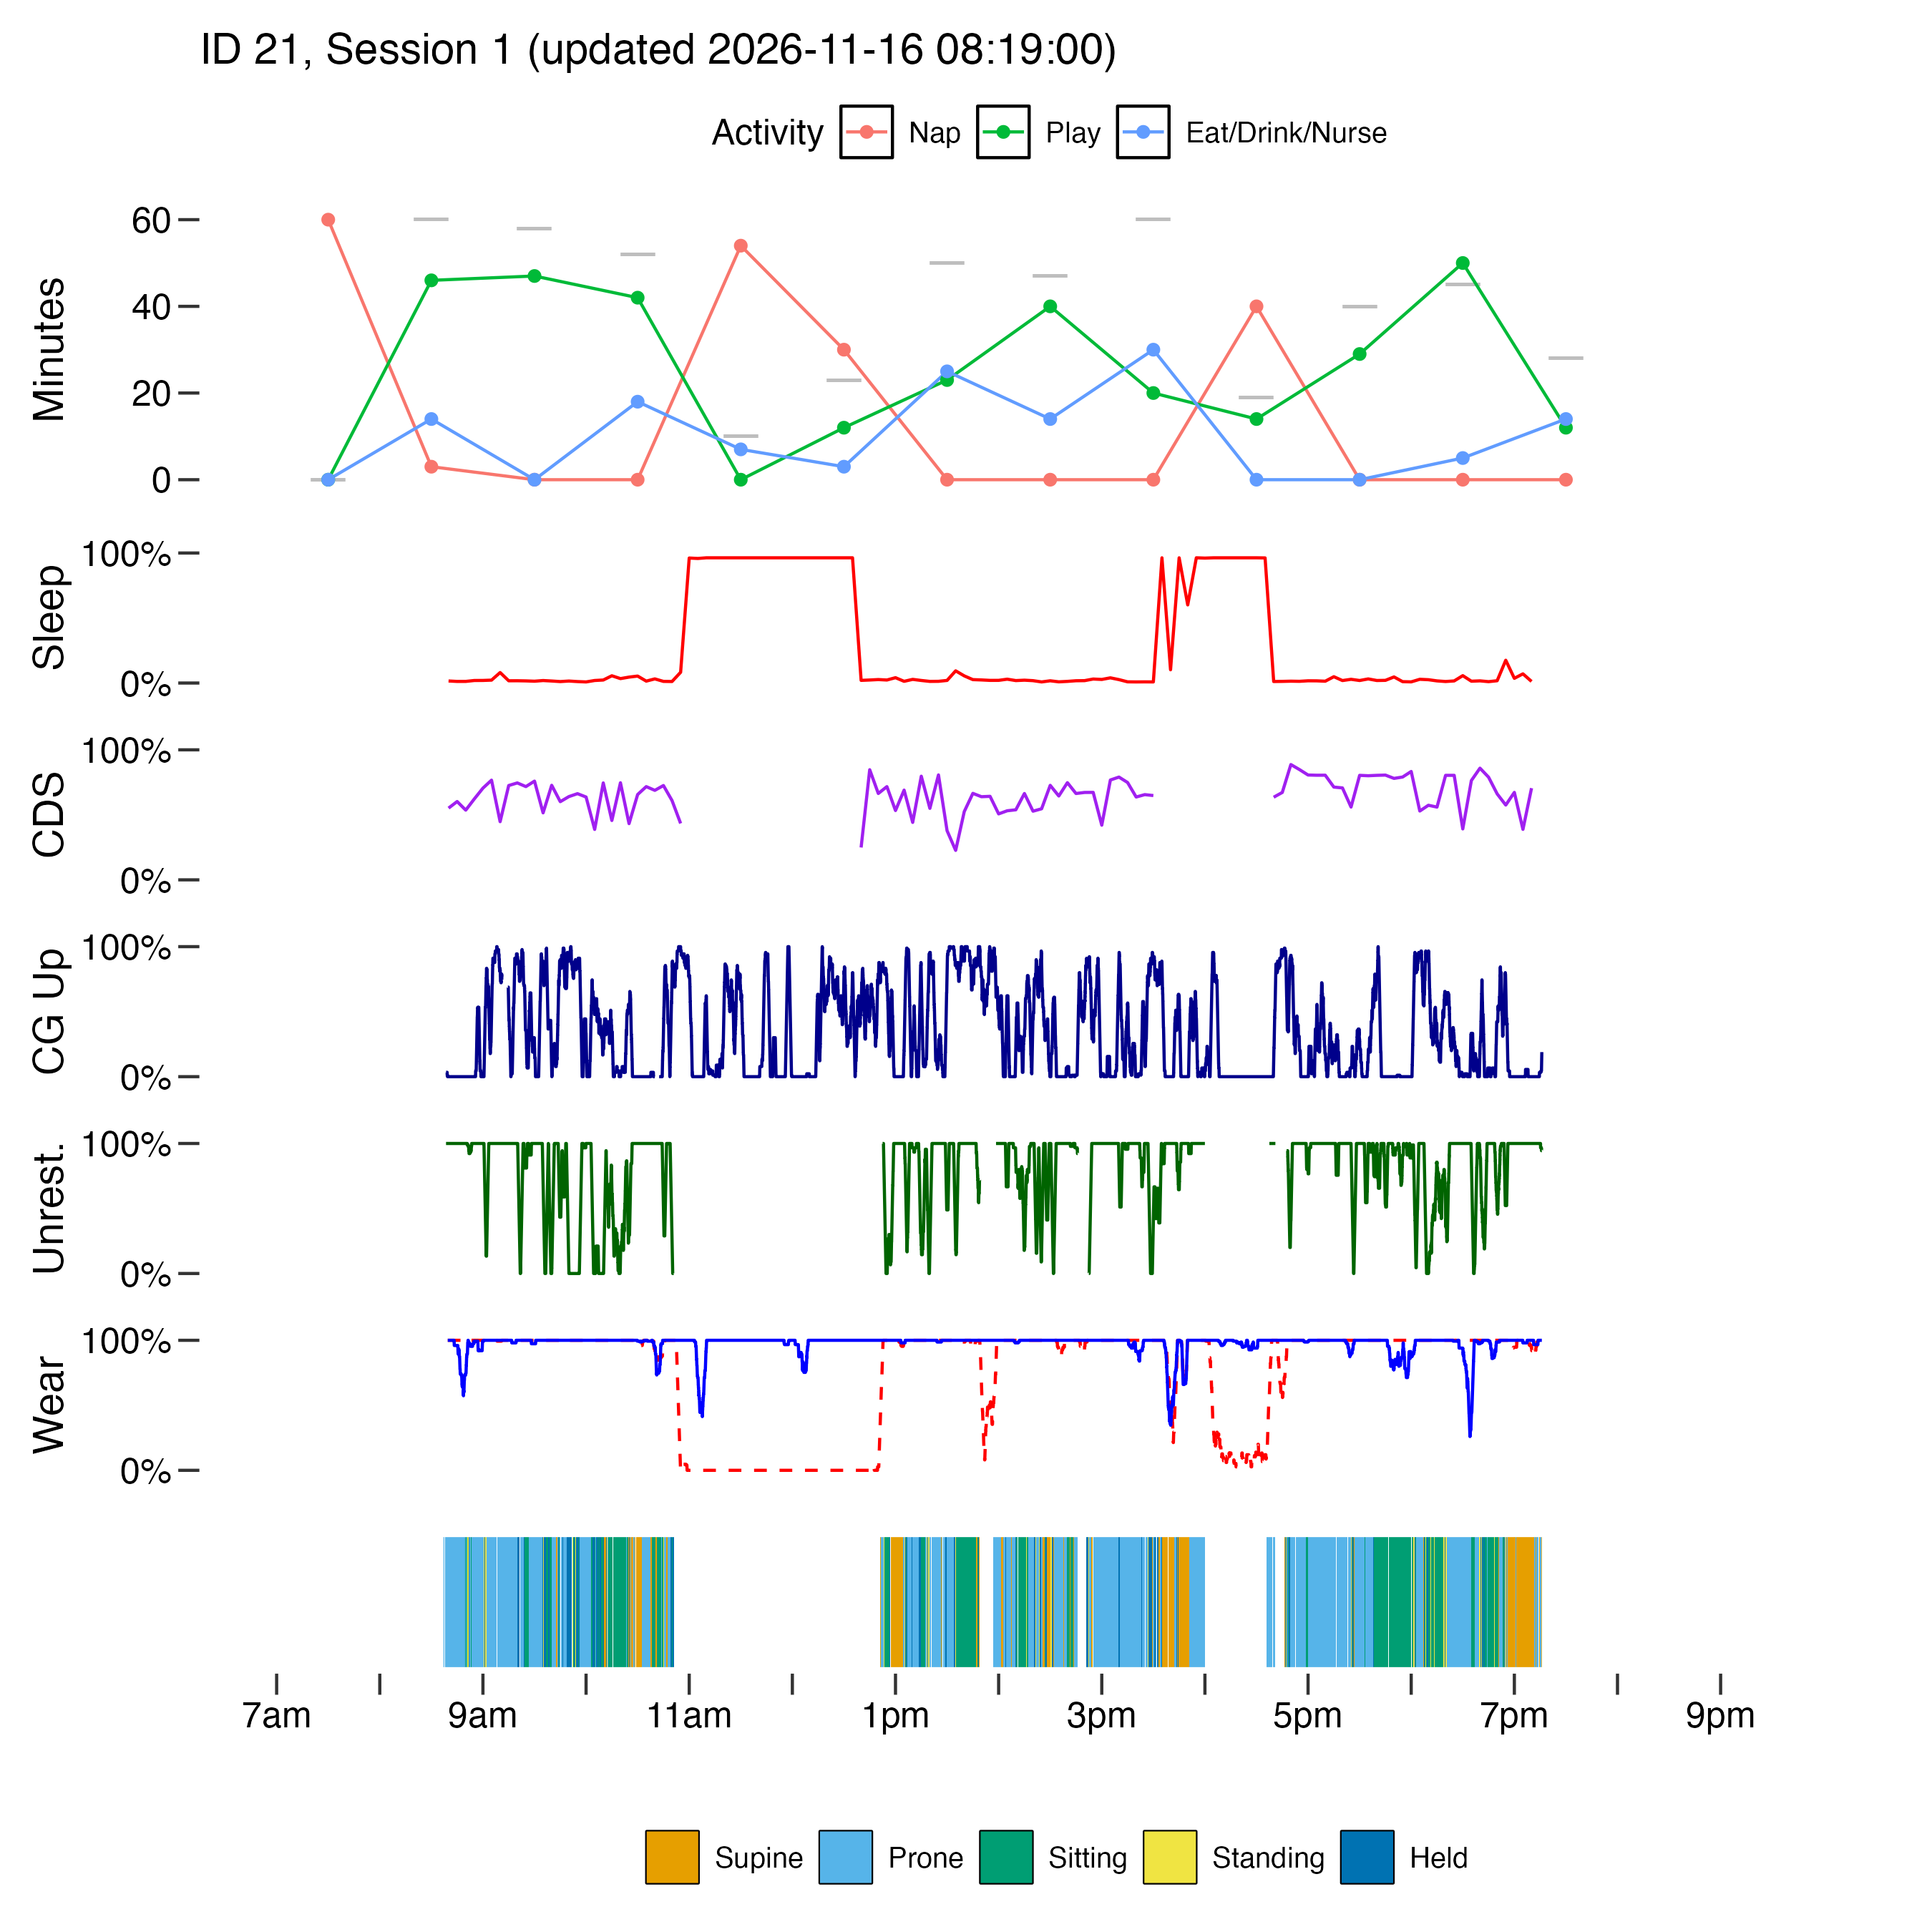 ID 21, Session 1 (updated 2026-11-16 08:19:00)
Activity Nap Play Eat/Drink/Nurse
Minutes
60
40
20
0
Sleep
100%
0%
CDS
100%
0%
CG Up
100%
0%
Unrest.
100%
0%
Wear
100%
0%
7am 9am 11am 1pm 3pm 5pm 7pm 9pm
Supine Prone Sitting Standing Held